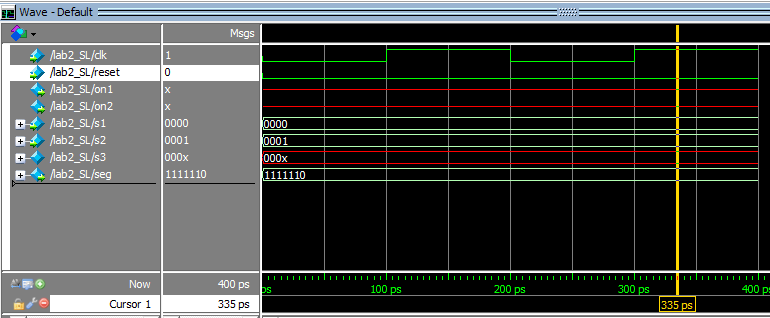 Wave - Default
Msgs
/lab2_SL/clk 1
/lab2_SL/reset 0
/lab2_SL/on1 x
/lab2_SL/on2 x
/lab2_SL/s1 0000 0000
/lab2_SL/s2 0001 0001
/lab2_SL/s3 000x 000x
/lab2_SL/seg 1111110 1111110
Now 400 ps ps 100 ps 200 ps 300 ps 400 ps
Cursor 1 335 ps 335 ps